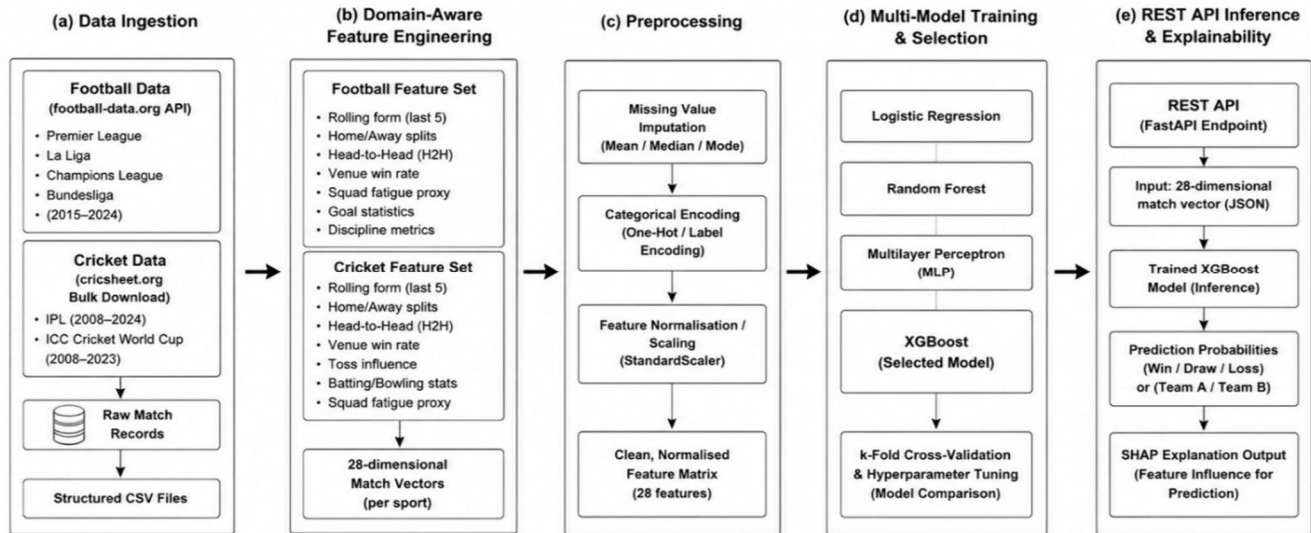 (a) Data Ingestion
Football Data
(football-data.org API)
• Premier League
• La Liga
• Champions League
• Bundesliga
• (2015–2024)
Cricket Data
(cricsheet.org
Bulk Download)
• IPL (2008–2024)
• ICC Cricket World Cup
(2008–2023)
Raw Match
Records
Structured CSV Files
(b) Domain-Aware
Feature Engineering
Football Feature Set
• Rolling form (last 5)
• Home/Away splits
• Head-to-Head (H2H)
• Venue win rate
• Squad fatigue proxy
• Goal statistics
• Discipline metrics
Cricket Feature Set
• Rolling form (last 5)
• Home/Away splits
• Head-to-Head (H2H)
• Venue win rate
• Toss influence
• Batting/Bowling stats
• Squad fatigue proxy
28-dimensional
Match Vectors
(per sport)
(c) Preprocessing
Missing Value
Imputation
(Mean / Median / Mode)
Categorical Encoding
(One-Hot / Label
Encoding)
Feature Normalisation /
Scaling
(StandardScaler)
Clean, Normalised
Feature Matrix
(28 features)
(d) Multi-Model Training
& Selection
Logistic Regression
Random Forest
Multilayer Perceptron
(MLP)
XGBoost
(Selected Model)
k-Fold Cross-Validation
& Hyperparameter Tuning
(Model Comparison)
(e) REST API Inference
& Explainability
REST API
(FastAPI Endpoint)
Input: 28-dimensional
match vector (JSON)
Trained XGBoost
Model (Inference)
Prediction Probabilities
(Win / Draw / Loss)
or (Team A / Team B)
SHAP Explanation Output
(Feature Influence for
Prediction)